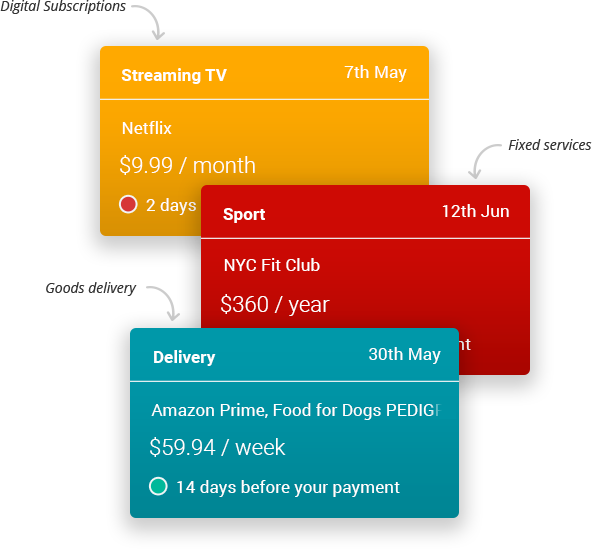 Digital Subscriptions
Streaming TV 7th May
Netflix
$9.99 / month
2 days
Fixed services
Sport 12th Jun
NYC Fit Club
$360 / year
Goods delivery
Delivery 30th May
Amazon Prime, Food for Dogs
$59.94 / week
14 days before your payment